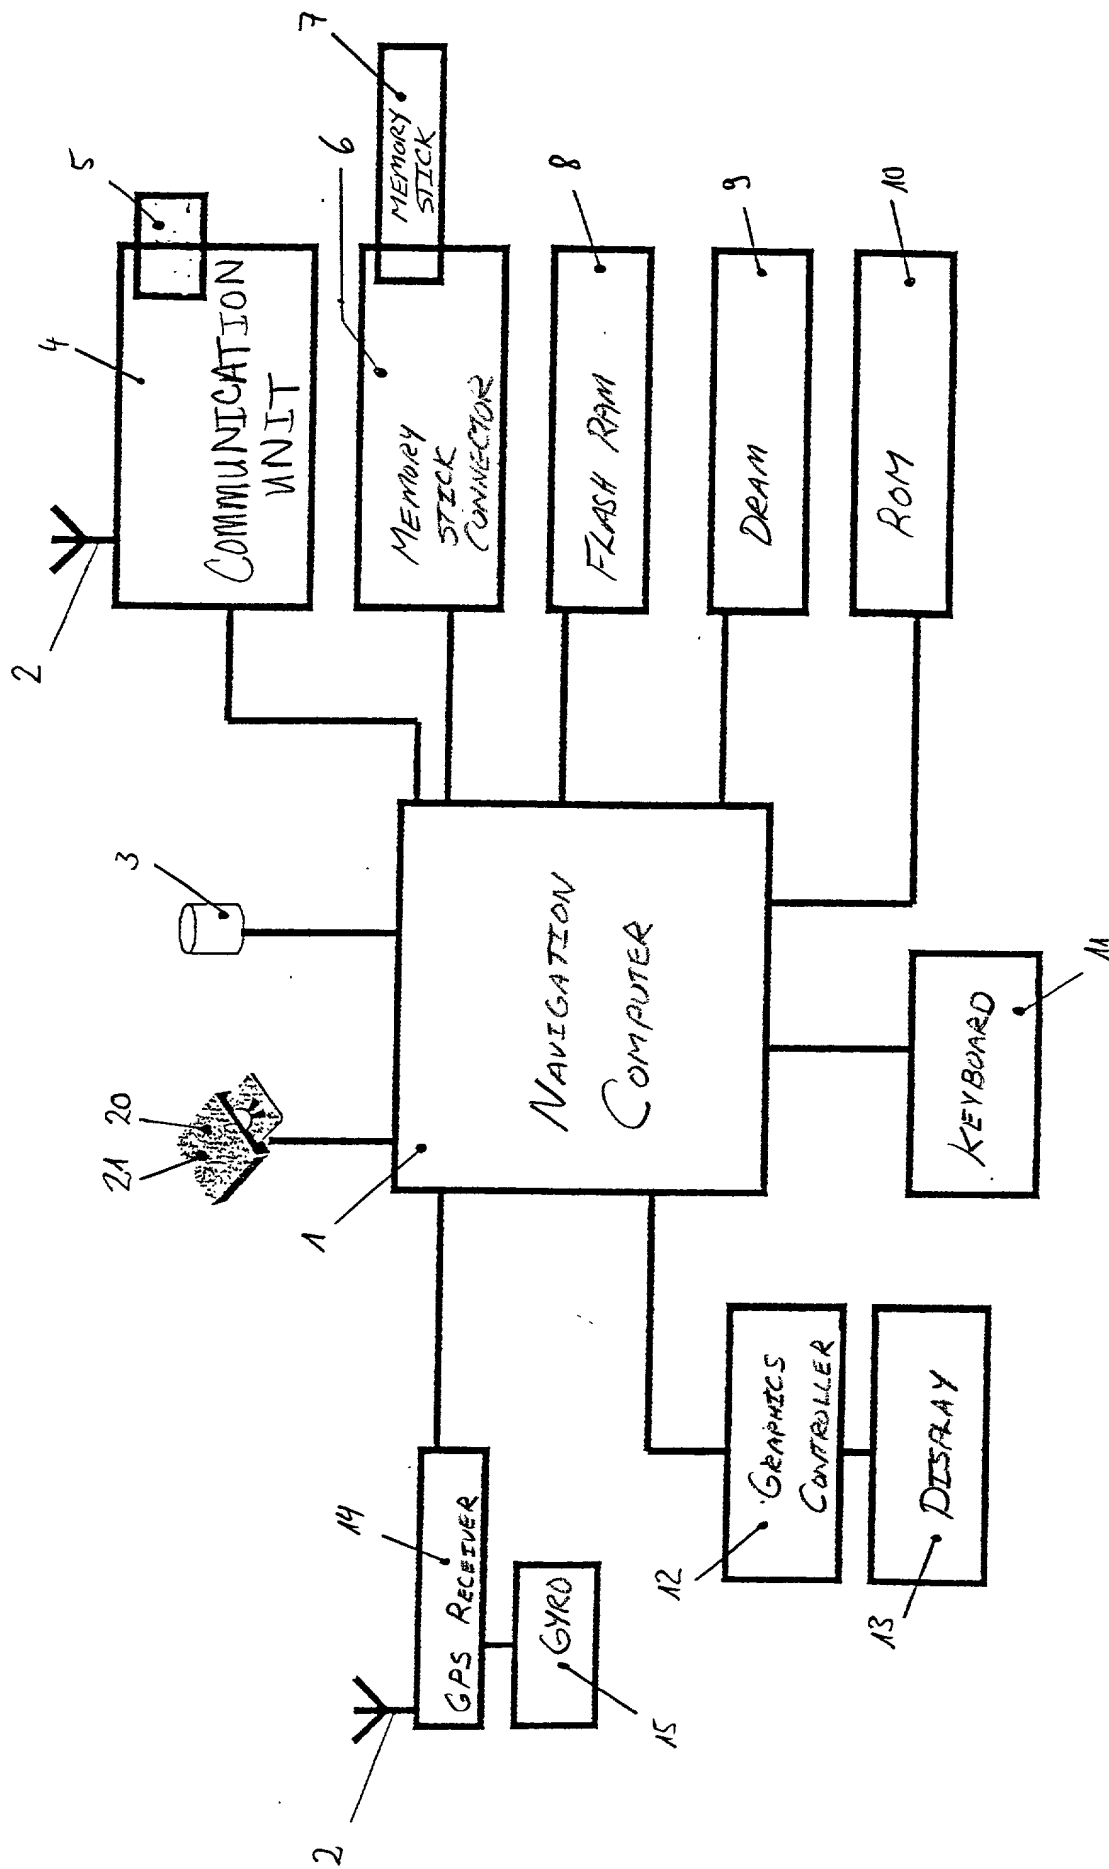 2
4
5
COMMUNICATION
UNIT
6
7
MEMORY
STICK
MEMORY
STICK
CONNECTOR
8
FLASH RAM
9
DRAM
10
ROM
3
20
21
1
NAVIGATION
COMPUTER
11
KEYBOARD
2
14
GPS RECEIVER
15
GYRO
12
GRAPHICS
CONTROLLER
13
DISPLAY